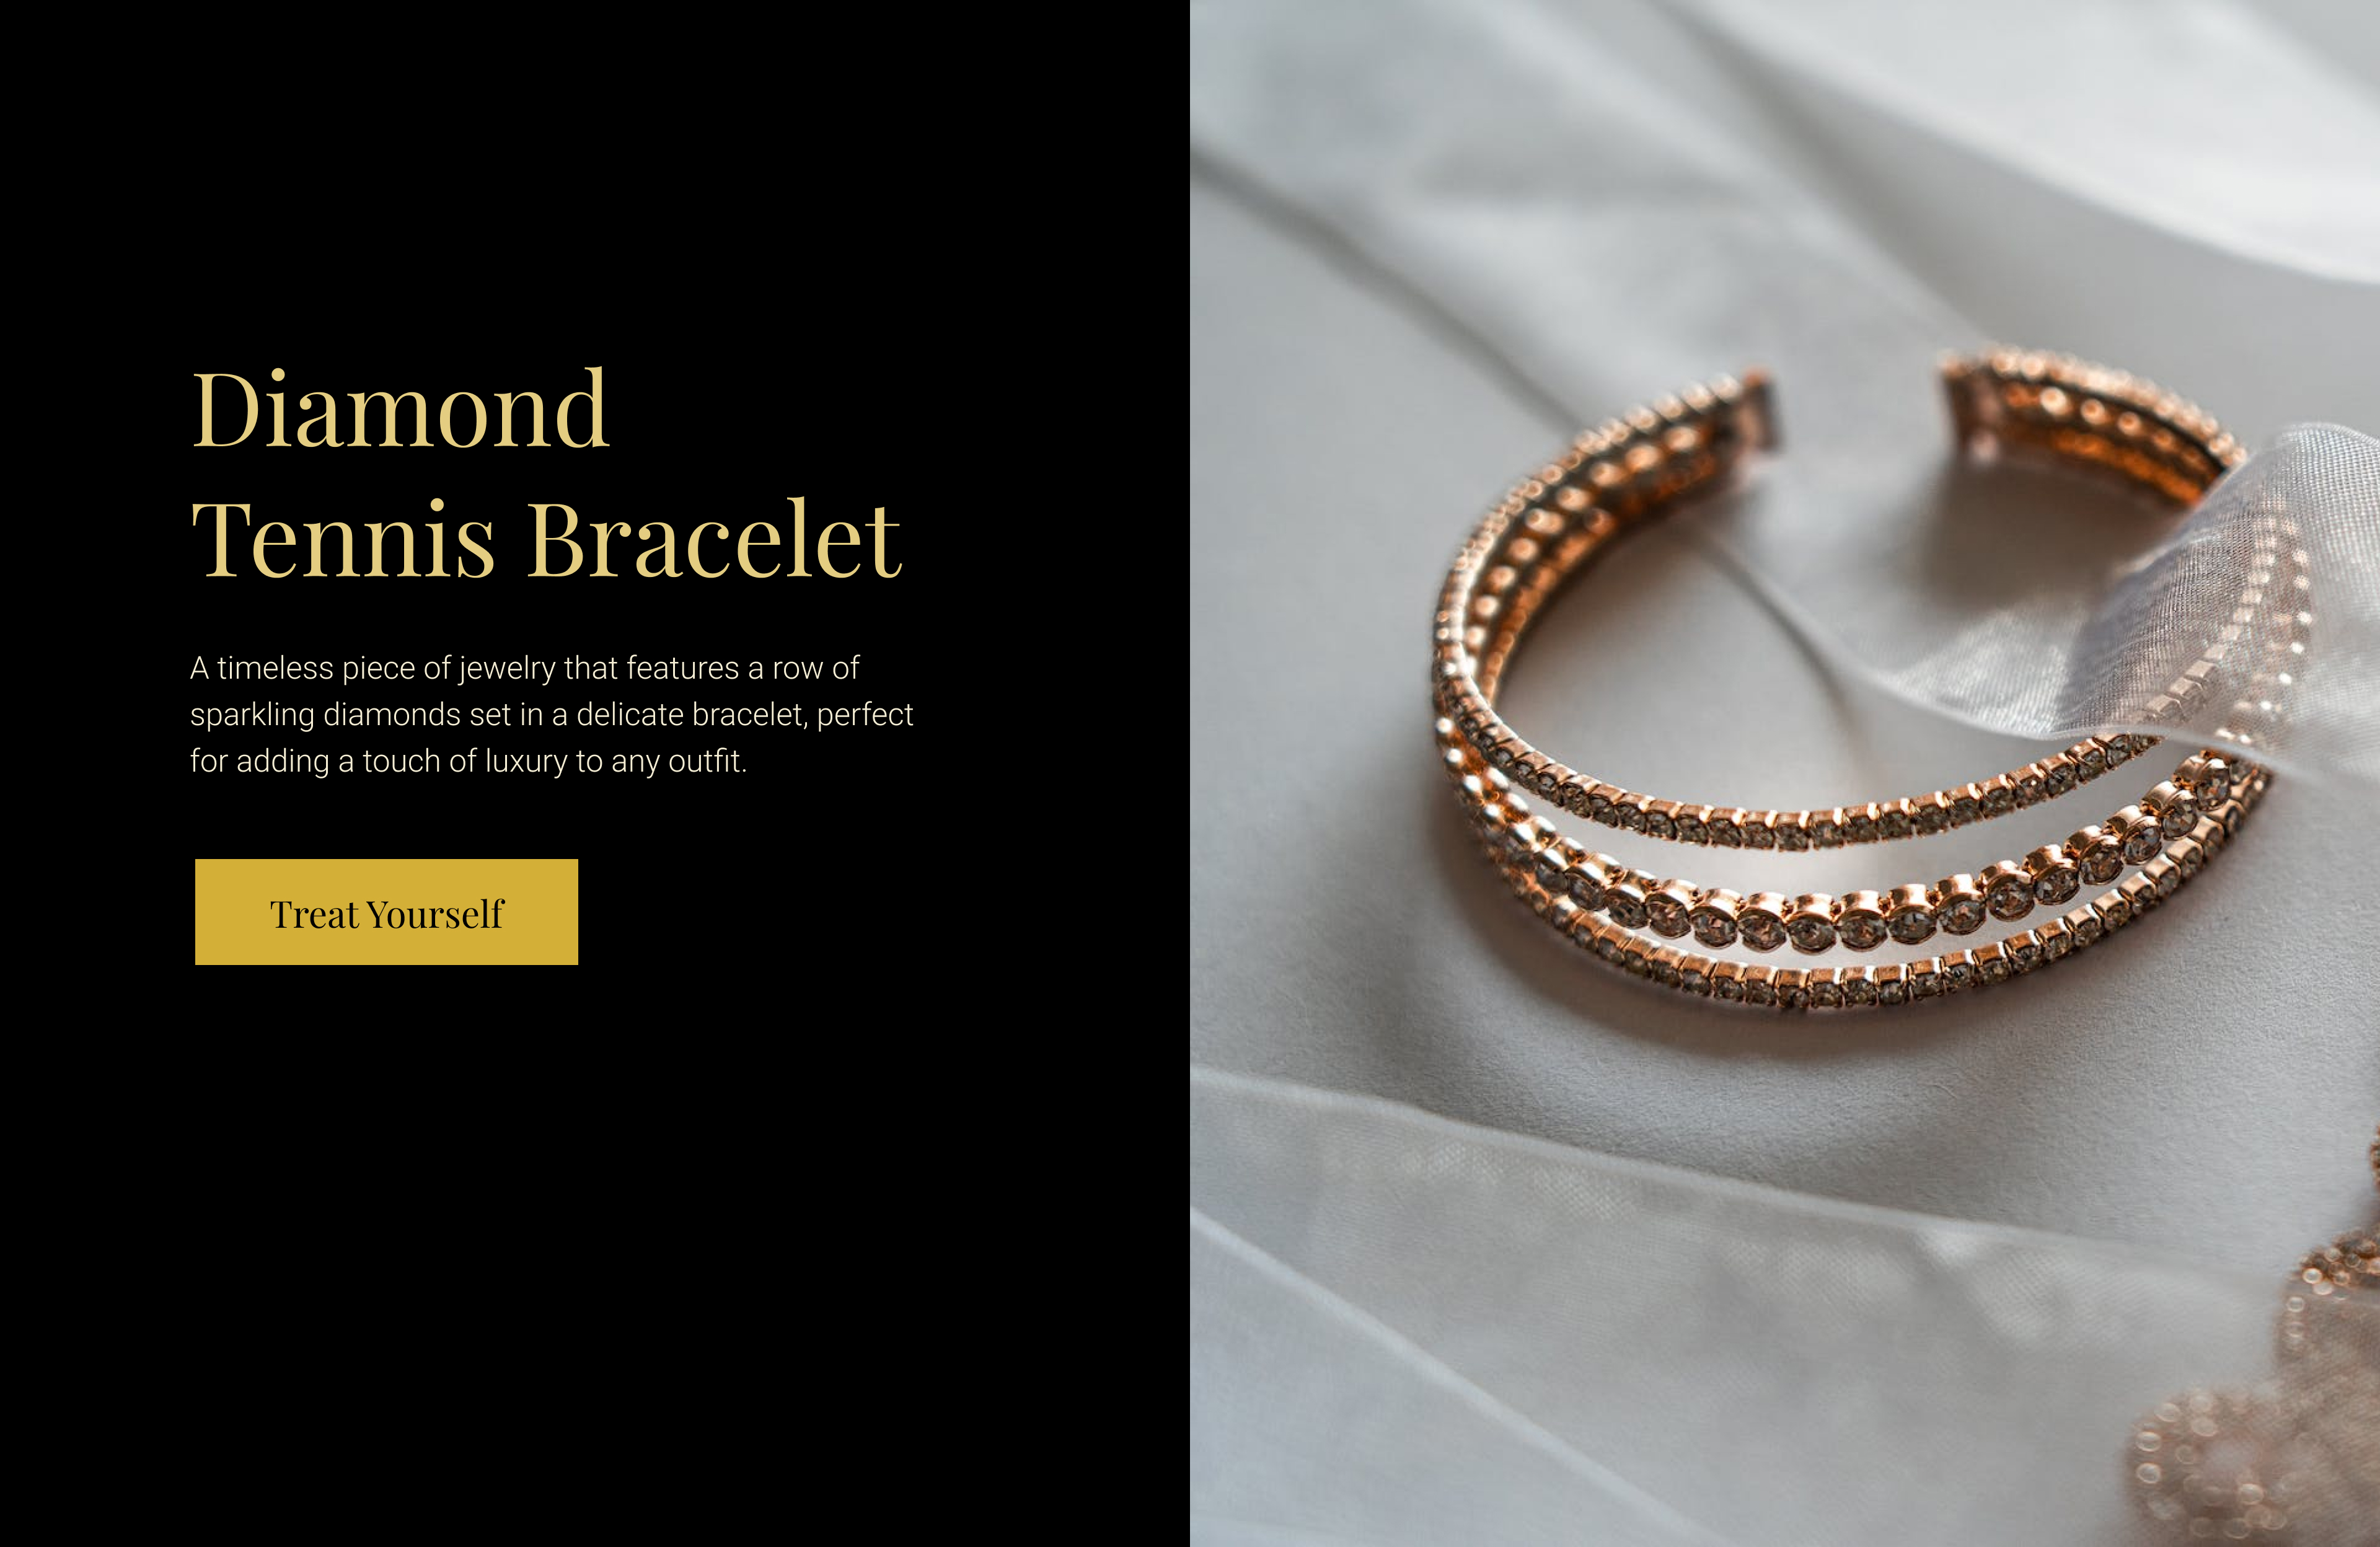 Diamond
Tennis Bracelet
A timeless piece of jewelry that features a row of
sparkling diamonds set in a delicate bracelet, perfect
for adding a touch of luxury to any outfit.
Treat Yourself